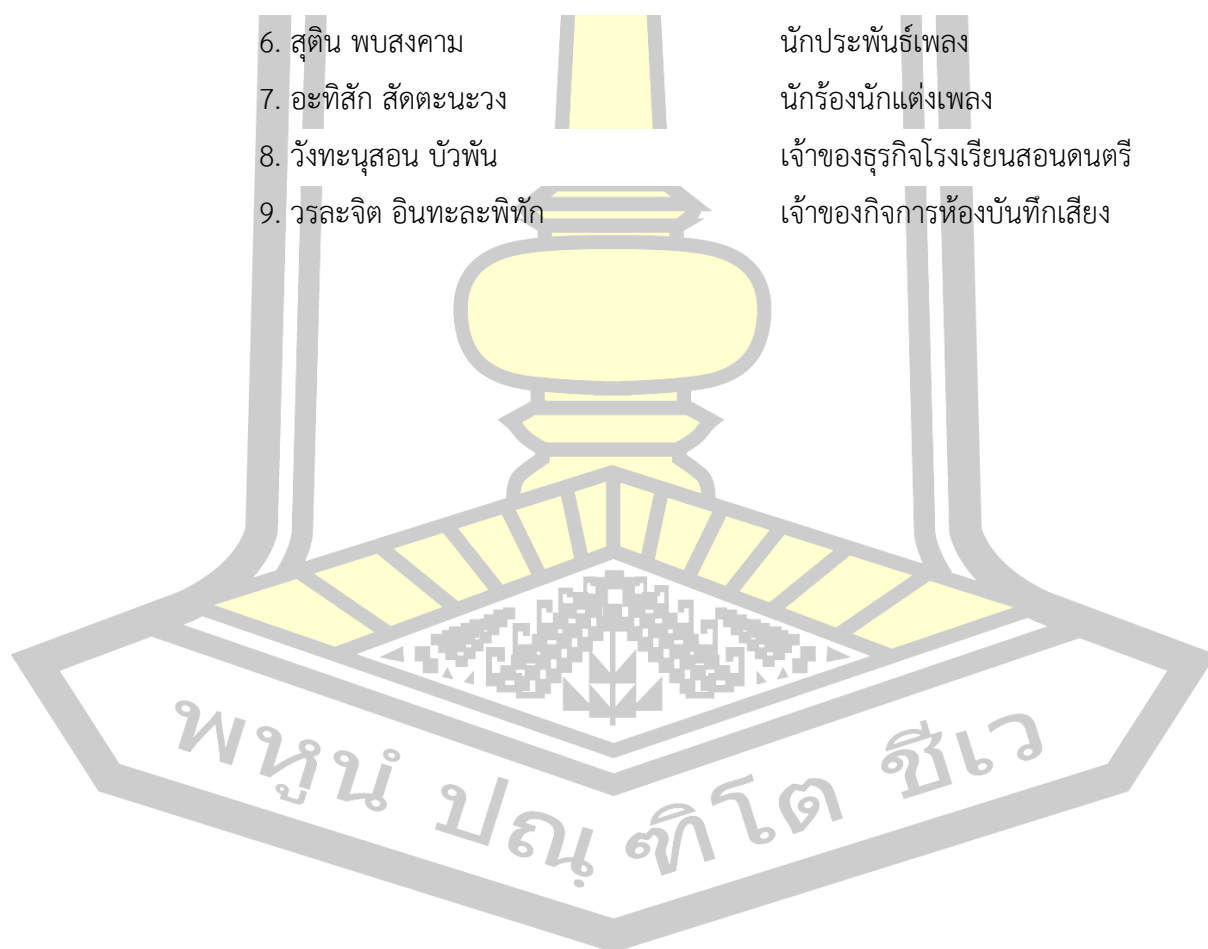 6. สุติน พบสงคาม นักประพันธ์เพลง
7. อะทิสัก สัดตะนะวง นักร้องนักแต่งเพลง
8. วังทะนุสอน บัวพัน เจ้าของธุรกิจโรงเรียนสอนดนตรี
9. วรละจิต อินทะละพิทัก เจ้าของกิจการห้องบันทึกเสียง
พหูนํ ปณฺฑิโต ชีเว